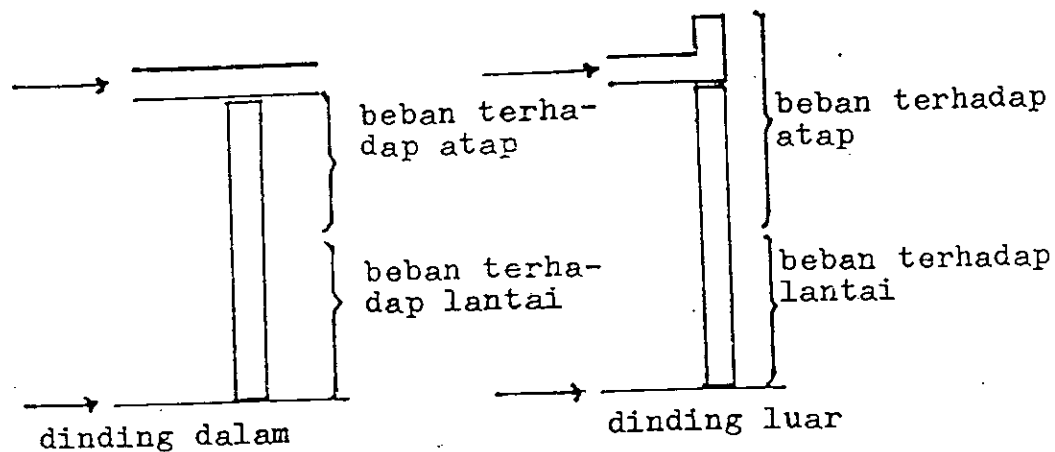 beban terha-
dap atap
beban terha-
dap lantai
dinding dalam
beban terhadap
atap
beban terhadap
lantai
dinding luar